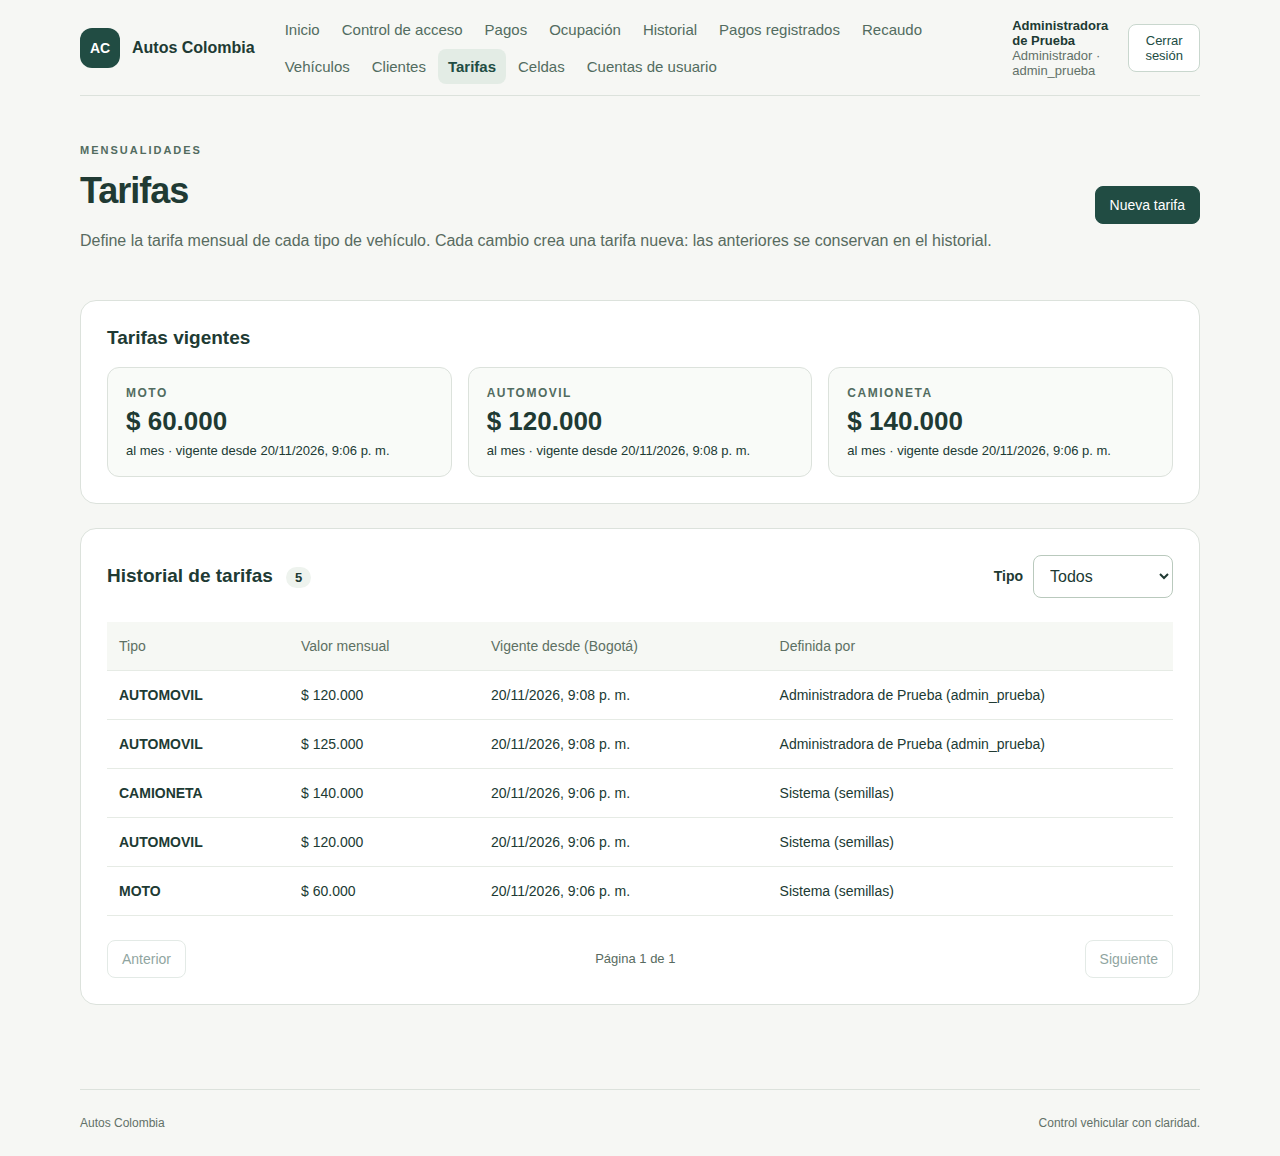 AC
Autos Colombia
Inicio Control de acceso Pagos Ocupación Historial Pagos registrados Recaudo
Vehículos Clientes Tarifas Celdas Cuentas de usuario
Administradora
de Prueba
Administrador ·
admin_prueba
Cerrar
sesión
MENSUALIDADES
Tarifas
Nueva tarifa
Define la tarifa mensual de cada tipo de vehículo. Cada cambio crea una tarifa nueva: las anteriores se conservan en el historial.
Tarifas vigentes
MOTO
$ 60.000
al mes · vigente desde 20/11/2026, 9:06 p. m.
AUTOMOVIL
$ 120.000
al mes · vigente desde 20/11/2026, 9:08 p. m.
CAMIONETA
$ 140.000
al mes · vigente desde 20/11/2026, 9:06 p. m.
Historial de tarifas 5
Tipo Todos
Tipo Valor mensual Vigente desde (Bogotá) Definida por
AUTOMOVIL $ 120.000 20/11/2026, 9:08 p. m. Administradora de Prueba (admin_prueba)
AUTOMOVIL $ 125.000 20/11/2026, 9:08 p. m. Administradora de Prueba (admin_prueba)
CAMIONETA $ 140.000 20/11/2026, 9:06 p. m. Sistema (semillas)
AUTOMOVIL $ 120.000 20/11/2026, 9:06 p. m. Sistema (semillas)
MOTO $ 60.000 20/11/2026, 9:06 p. m. Sistema (semillas)
Anterior Página 1 de 1 Siguiente
Autos Colombia Control vehicular con claridad.